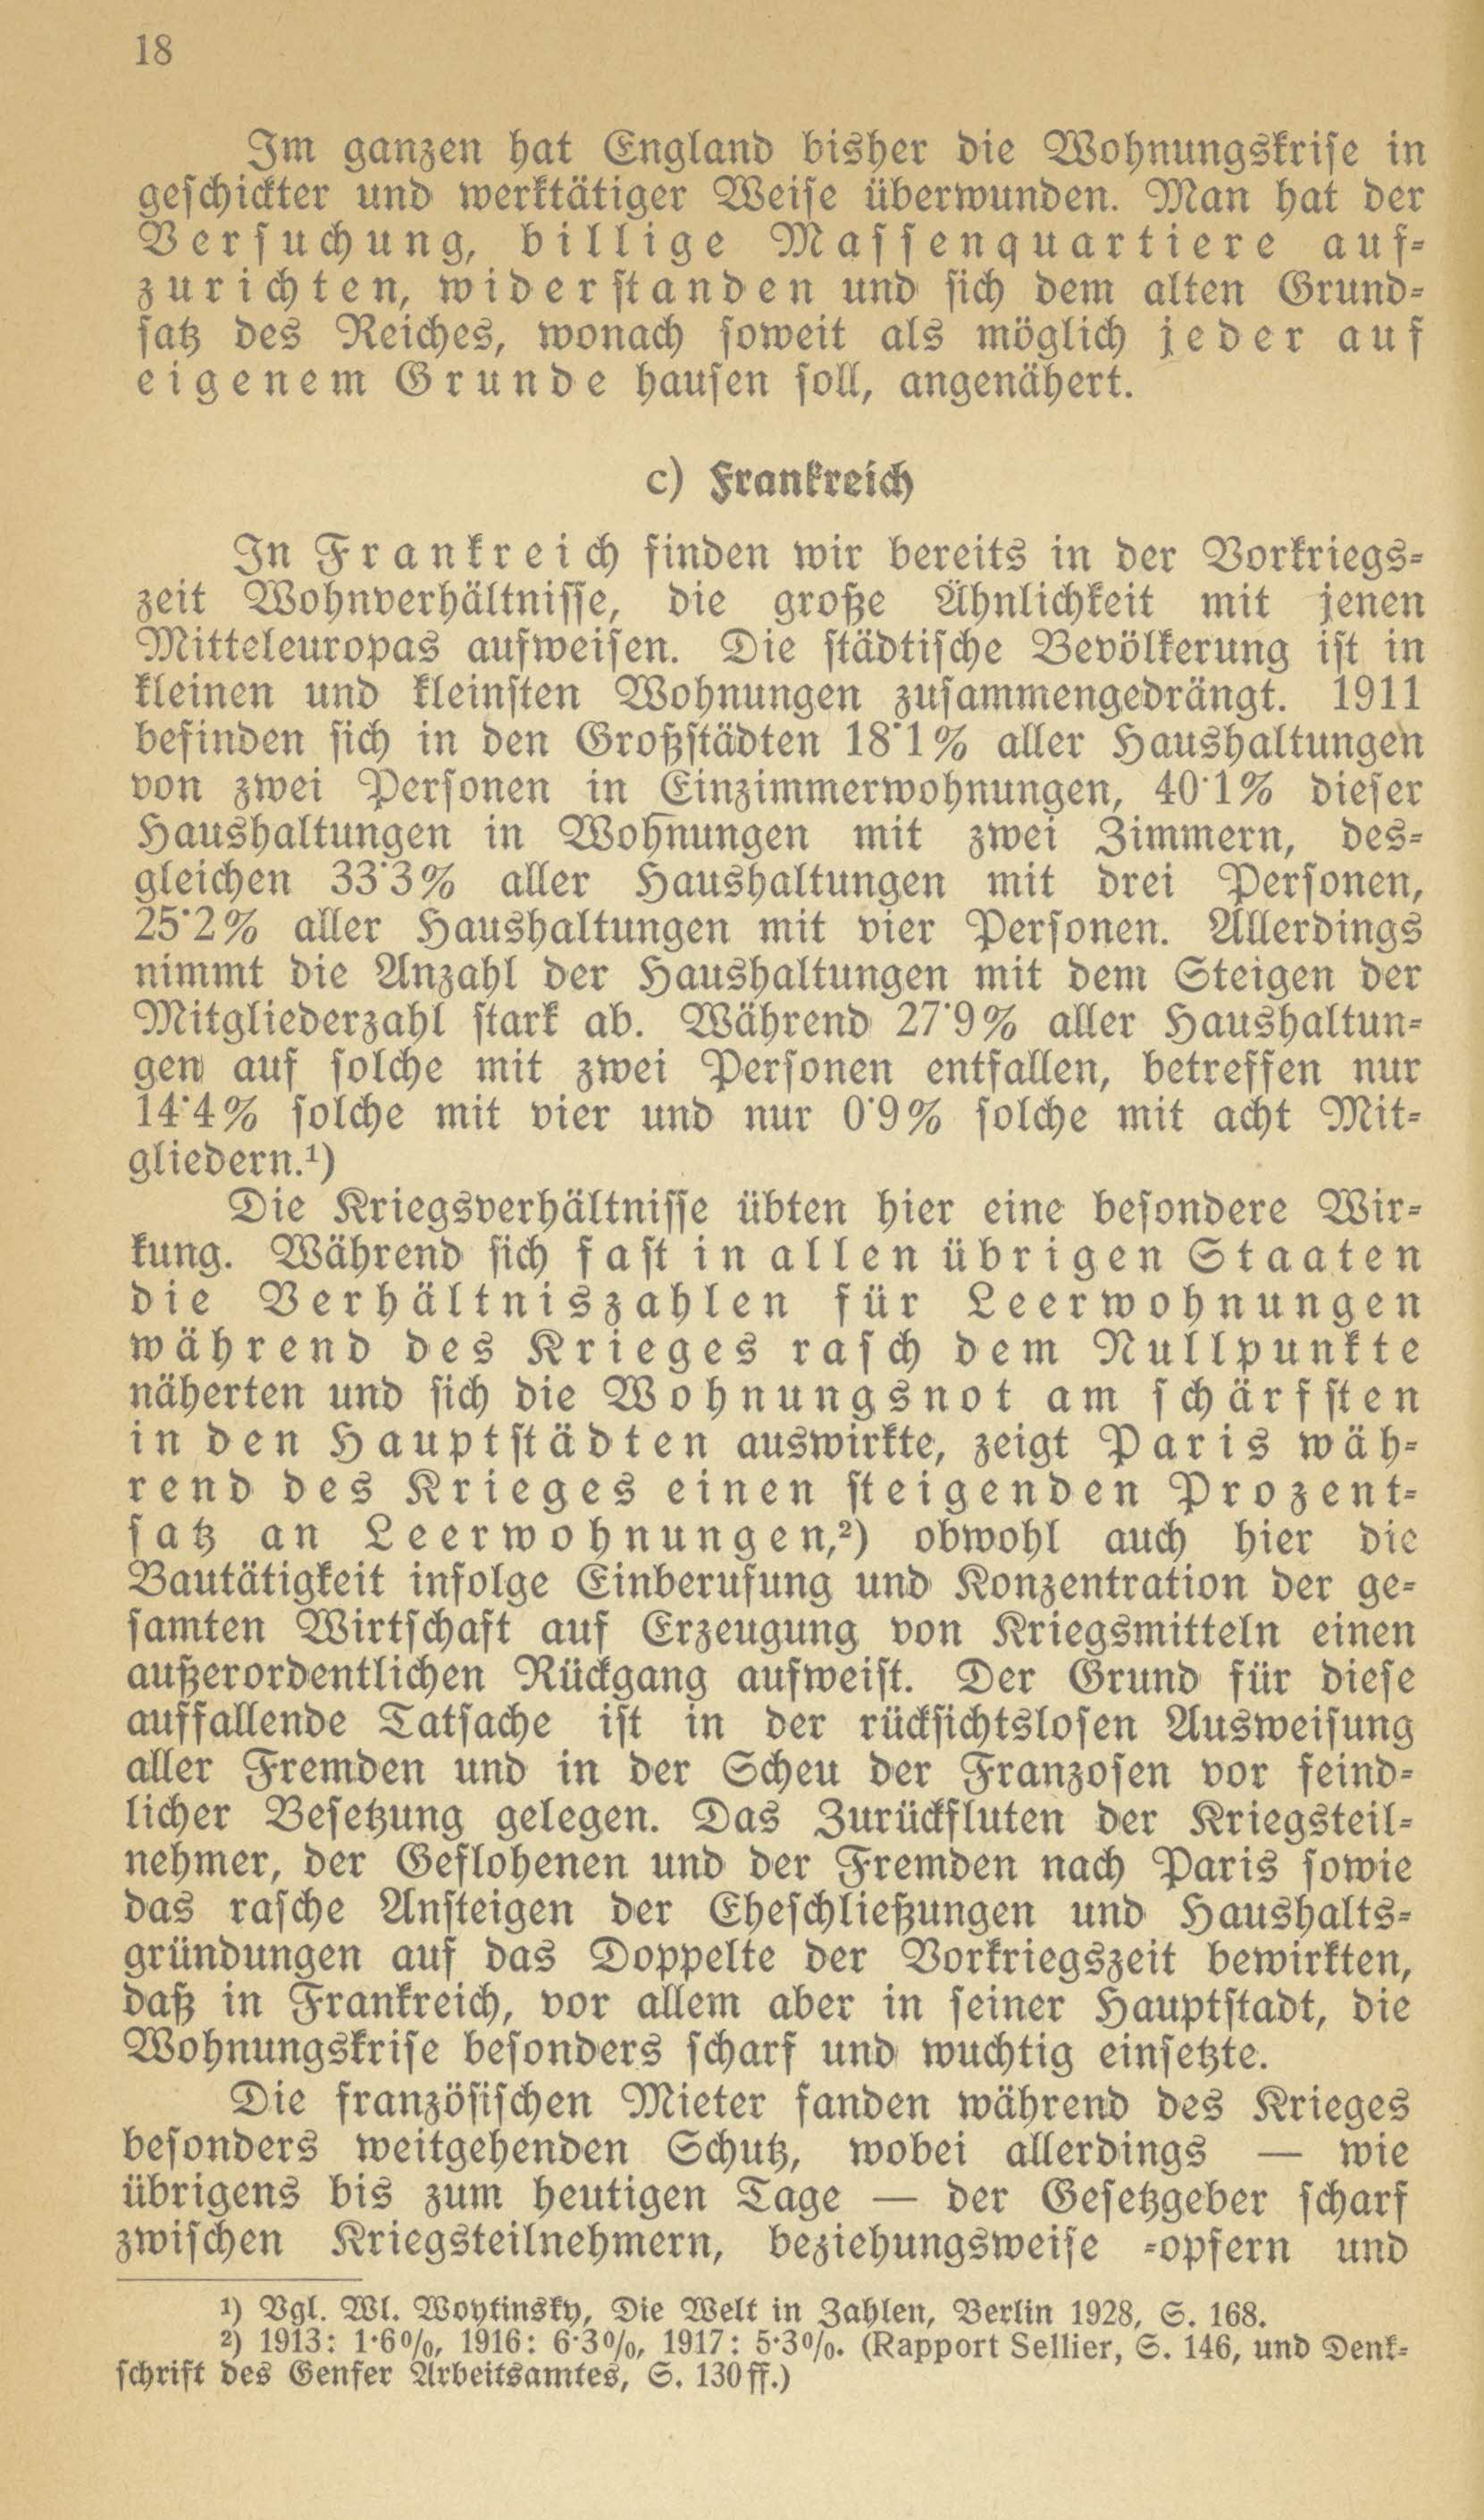 18
Im ganzen hat England bisher die Wohnungskrise in
geschickter und werktätiger Weise überwunden. Man hat der
Versuchung, billige Massenquartiere auf-
zurichten, widerstanden und sich dem alten Grund-
satz des Reiches, wonach soweit als möglich jeder auf
eigenem Grunde hausen soll, angenähert.
c) Frankreich
In Frankreich finden wir bereits in der Vorkriegs-
zeit Wohnverhältnisse, die große Ähnlichkeit mit jenen
Mitteleuropas aufweisen. Die städtische Bevölkerung ist in
kleinen und kleinsten Wohnungen zusammengedrängt. 1911
befinden sich in den Großstädten 18·1% aller Haushaltungen
von zwei Personen in Einzimmerwohnungen, 40·1% dieser
Haushaltungen in Wohnungen mit zwei Zimmern, des-
gleichen 33·3% aller Haushaltungen mit drei Personen,
25·2% aller Haushaltungen mit vier Personen. Allerdings
nimmt die Anzahl der Haushaltungen mit dem Steigen der
Mitgliederzahl stark ab. Während 27·9% aller Haushaltun-
gen auf solche mit zwei Personen entfallen, betreffen nur
14·4% solche mit vier und nur 0·9% solche mit acht Mit-
gliedern.¹)
Die Kriegsverhältnisse übten hier eine besondere Wir-
kung. Während sich fast in allen übrigen Staaten
die Verhältniszahlen für Leerwohnungen
während des Krieges rasch dem Nullpunkte
näherten und sich die Wohnungsnot am schärfsten
in den Hauptstädten auswirkte, zeigt Paris wäh-
rend des Krieges einen steigenden Prozent-
satz an Leerwohnungen,²) obwohl auch hier die
Bautätigkeit infolge Einberufung und Konzentration der ge-
samten Wirtschaft auf Erzeugung von Kriegsmitteln einen
außerordentlichen Rückgang aufweist. Der Grund für diese
auffallende Tatsache ist in der rücksichtslosen Ausweisung
aller Fremden und in der Scheu der Franzosen vor feind-
licher Besetzung gelegen. Das Zurückfluten der Kriegsteil-
nehmer, der Geflohenen und der Fremden nach Paris sowie
das rasche Ansteigen der Eheschließungen und Haushalts-
gründungen auf das Doppelte der Vorkriegszeit bewirkten,
daß in Frankreich, vor allem aber in seiner Hauptstadt, die
Wohnungskrise besonders scharf und wuchtig einsetzte.
Die französischen Mieter fanden während des Krieges
besonders weitgehenden Schutz, wobei allerdings — wie
übrigens bis zum heutigen Tage — der Gesetzgeber scharf
zwischen Kriegsteilnehmern, beziehungsweise -opfern und
¹) Vgl. Wl. Woytinsky, Die Welt in Zahlen, Berlin 1928, S. 168.
²) 1913: 1·6%, 1916: 6·3%, 1917: 5·3%. (Rapport Sellier, S. 146, und Denk-
schrift des Genfer Arbeitsamtes, S. 130 ff.)